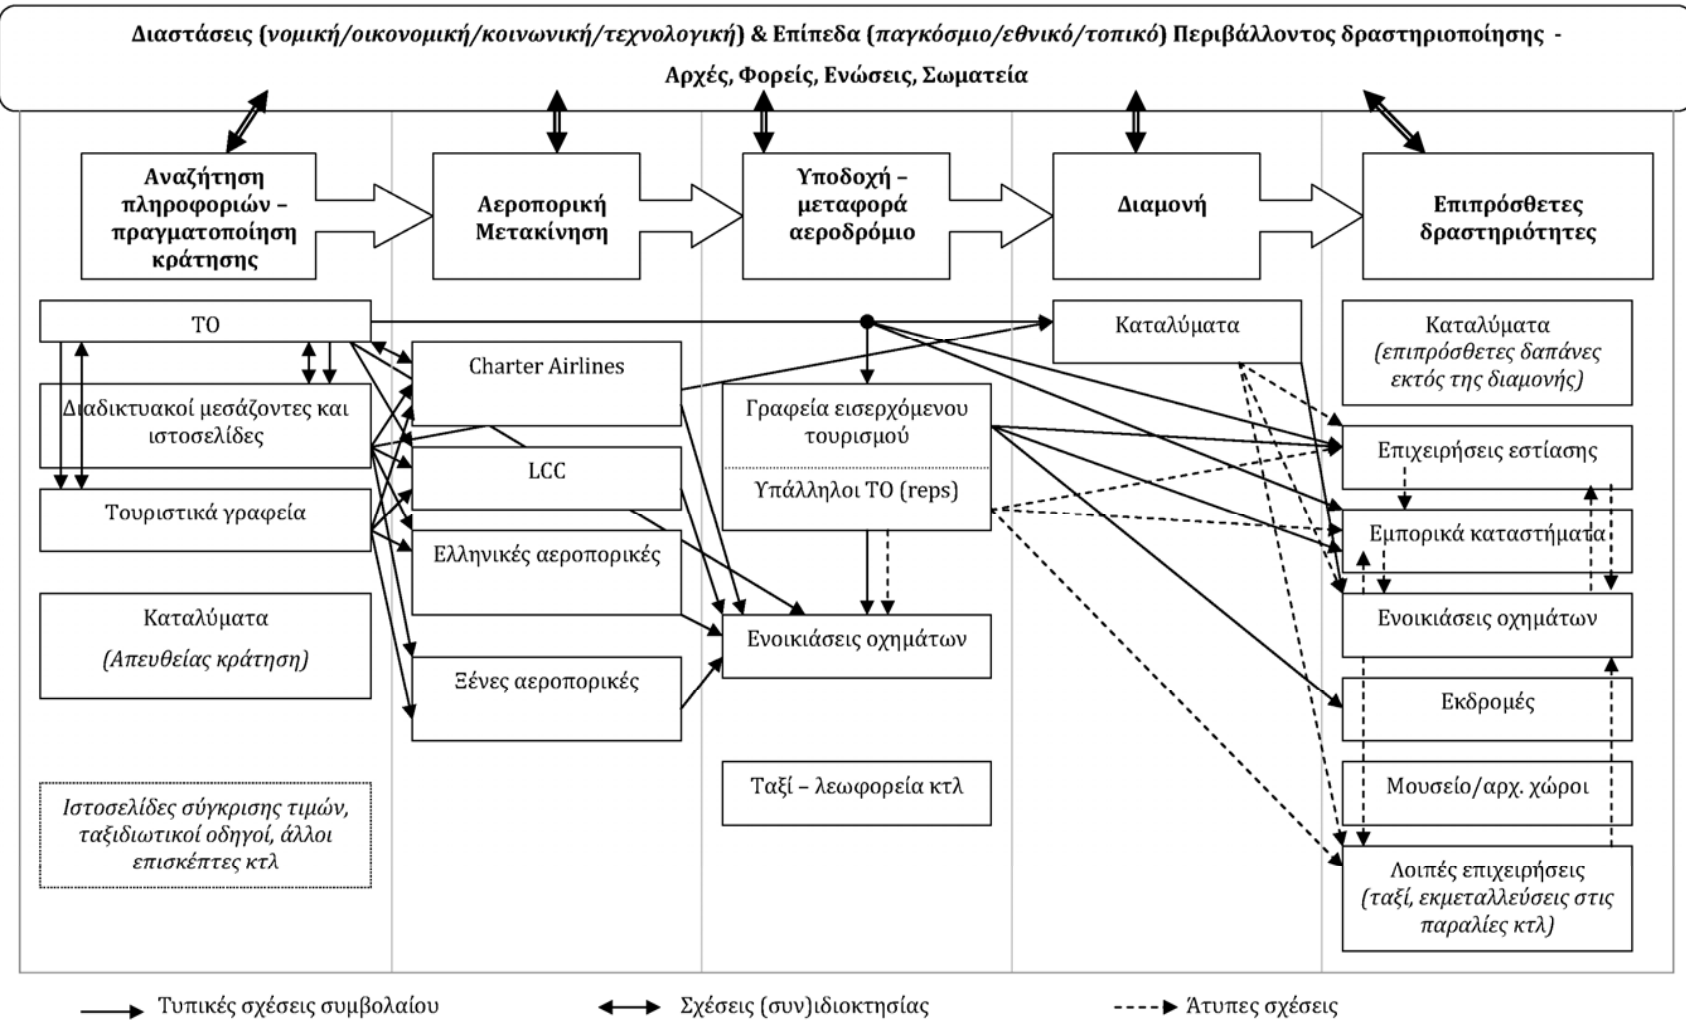 Διαστάσεις (νομική/οικονομική/κοινωνική/τεχνολογική) & Επίπεδα (παγκόσμιο/εθνικό/τοπικό) Περιβάλλοντος δραστηριοποίησης -
Αρχές, Φορείς, Ενώσεις, Σωματεία
Αναζήτηση
πληροφοριών –
πραγματοποίηση
κράτησης
Αεροπορική
Μετακίνηση
Υποδοχή –
μεταφορά
αεροδρόμιο
Διαμονή
Επιπρόσθετες
δραστηριότητες
ΤΟ
Διαδικτυακοί μεσάζοντες και
ιστοσελίδες
Τουριστικά γραφεία
Καταλύματα
(Απευθείας κράτηση)
Ιστοσελίδες σύγκρισης τιμών,
ταξιδιωτικοί οδηγοί, άλλοι
επισκέπτες κτλ
Charter Airlines
LCC
Ελληνικές αεροπορικές
Ξένες αεροπορικές
Γραφεία εισερχόμενου
τουρισμού
Υπάλληλοι ΤΟ (reps)
Ενοικιάσεις οχημάτων
Ταξί – λεωφορεία κτλ
Καταλύματα
Καταλύματα
(επιπρόσθετες δαπάνες
εκτός της διαμονής)
Επιχειρήσεις εστίασης
Εμπορικά καταστήματα
Ενοικιάσεις οχημάτων
Εκδρομές
Μουσείο/αρχ. χώροι
Λοιπές επιχειρήσεις
(ταξί, εκμεταλλεύσεις στις
παραλίες κτλ)
Τυπικές σχέσεις συμβολαίου
Σχέσεις (συν)ιδιοκτησίας
Άτυπες σχέσεις